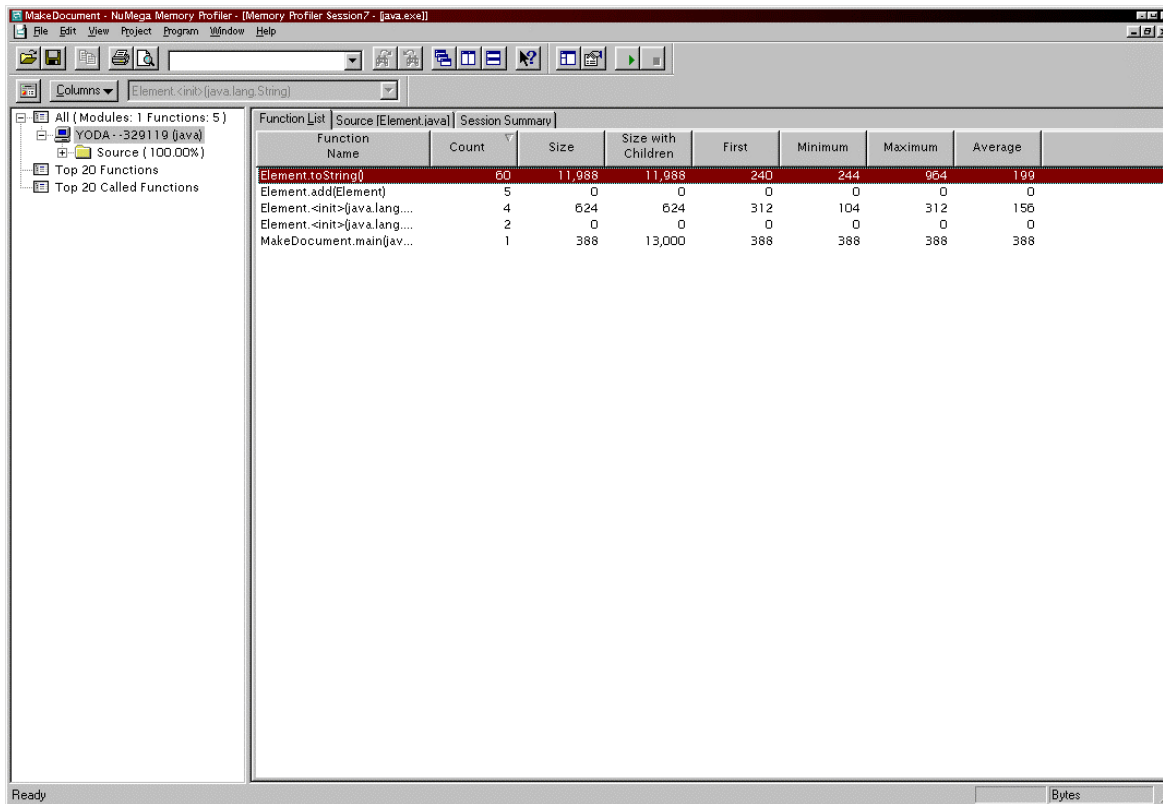 MakeDocument - NuMega Memory Profiler - [Memory Profiler Session7 - [java.exe]]
File Edit View Project Program Window Help
Columns Element.<init>(java.lang.String)
All (Modules: 1 Functions: 5)
YODA--329119 (java)
Source (100.00%)
Top 20 Functions
Top 20 Called Functions
Function List Source [Element.java] Session Summary
Function Name Count Size Size with Children First Minimum Maximum Average
Element.toString() 60 11,988 11,988 240 244 964 199
Element.add(Element) 5 0 0 0 0 0 0
Element.<init>(java.lang.... 4 624 624 312 104 312 156
Element.<init>(java.lang.... 2 0 0 0 0 0 0
MakeDocument.main(jav... 1 388 13,000 388 388 388 388
Ready Bytes